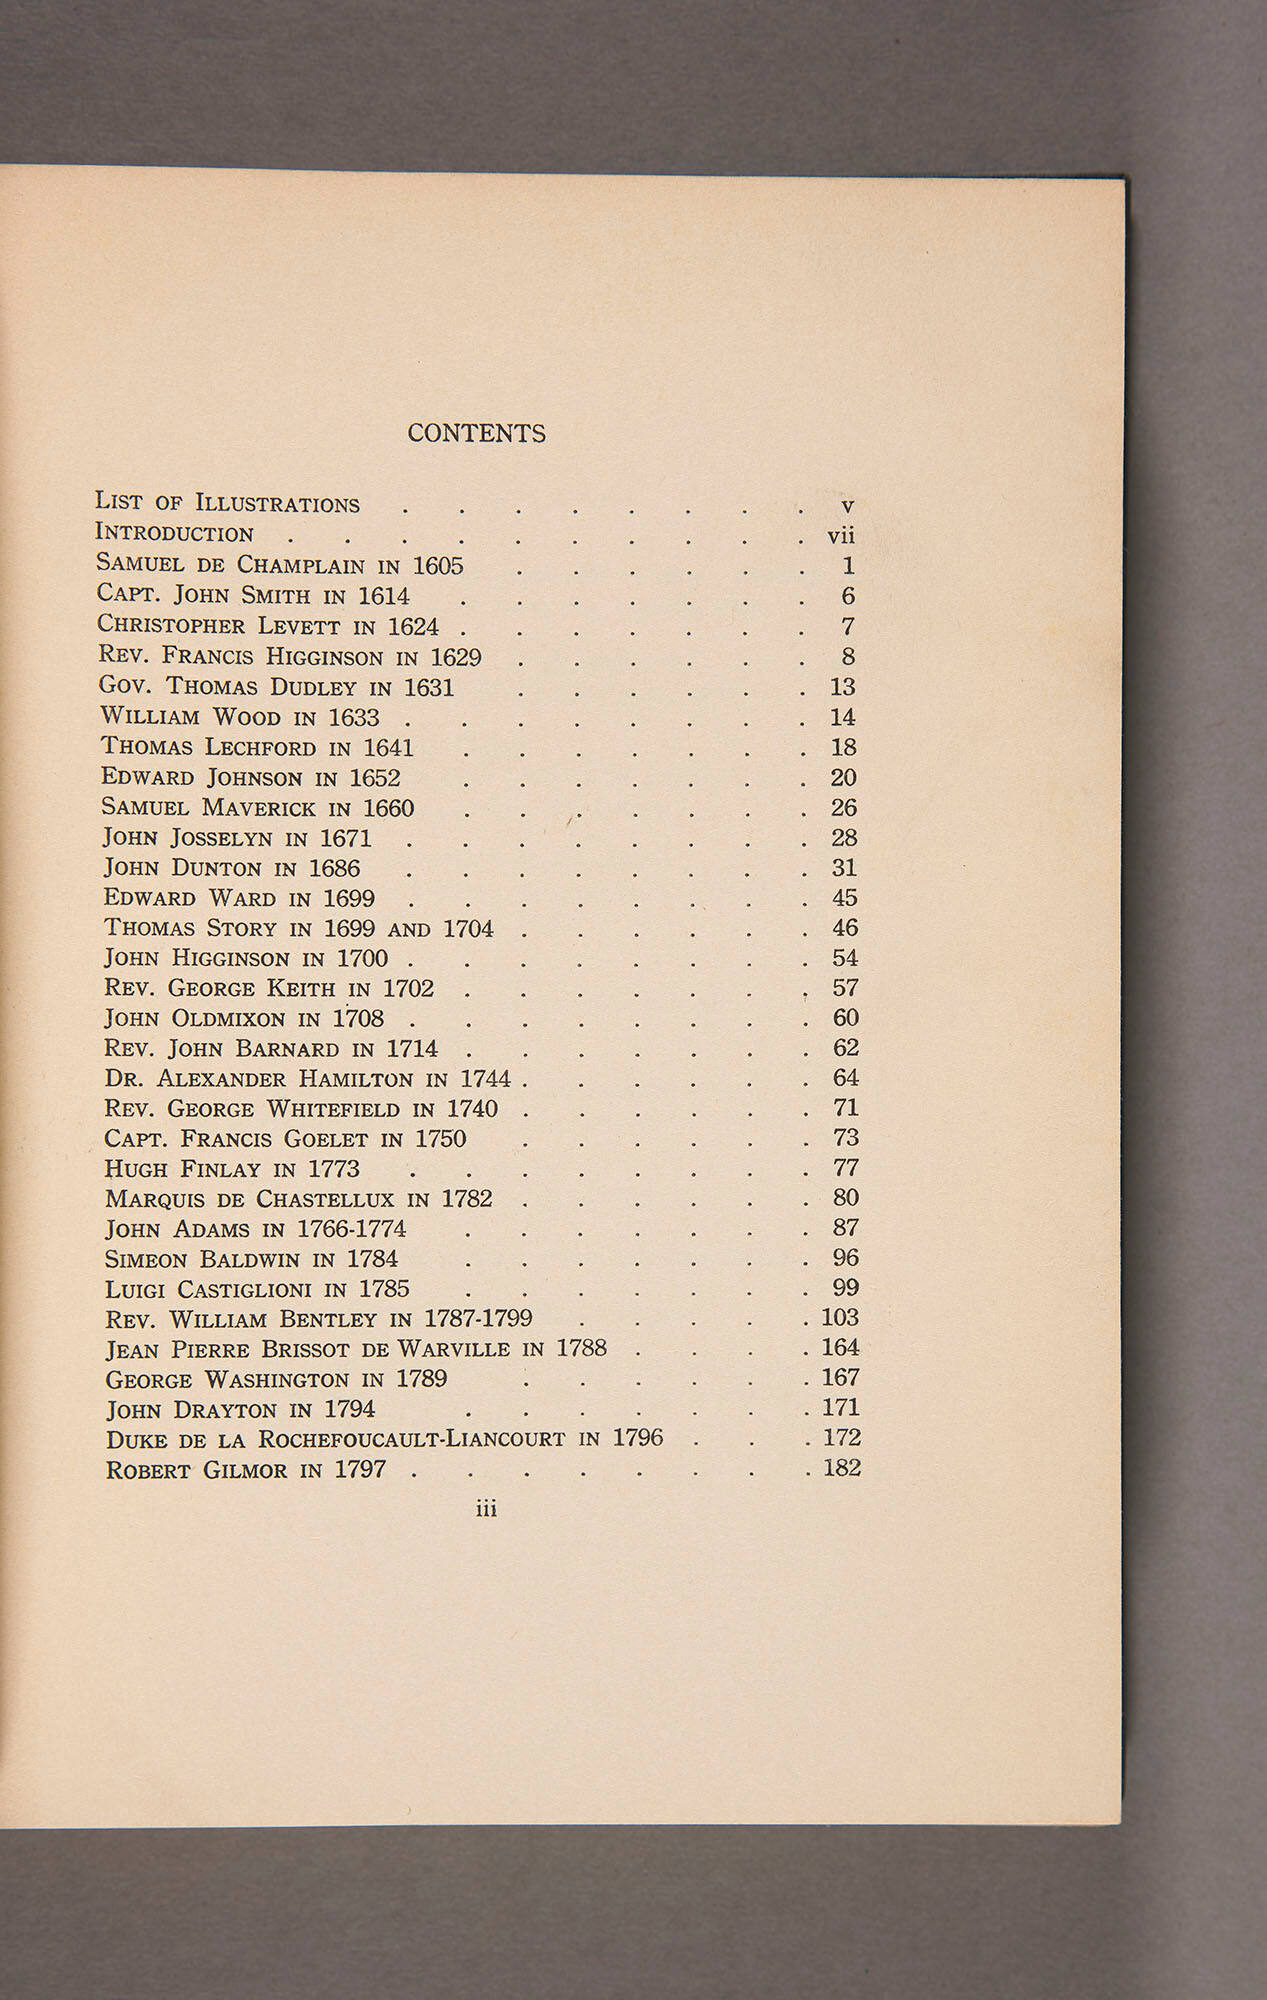 CONTENTS
LIST OF ILLUSTRATIONS . . . . . . . . v
INTRODUCTION . . . . . . . . . . vii
SAMUEL DE CHAMPLAIN IN 1605 . . . . . . 1
CAPT. JOHN SMITH IN 1614 . . . . . . . 6
CHRISTOPHER LEVETT IN 1624 . . . . . . . 7
REV. FRANCIS HIGGINSON IN 1629 . . . . . . 8
GOV. THOMAS DUDLEY IN 1631 . . . . . . 13
WILLIAM WOOD IN 1633 . . . . . . . . 14
THOMAS LECHFORD IN 1641 . . . . . . . 18
EDWARD JOHNSON IN 1652 . . . . . . . 20
SAMUEL MAVERICK IN 1660 . . . . . . . 26
JOHN JOSSELYN IN 1671 . . . . . . . . 28
JOHN DUNTON IN 1686 . . . . . . . . 31
EDWARD WARD IN 1699 . . . . . . . . 45
THOMAS STORY IN 1699 AND 1704 . . . . . . 46
JOHN HIGGINSON IN 1700 . . . . . . . . 54
REV. GEORGE KEITH IN 1702 . . . . . . . 57
JOHN OLDMIXON IN 1708 . . . . . . . . 60
REV. JOHN BARNARD IN 1714 . . . . . . . 62
DR. ALEXANDER HAMILTON IN 1744 . . . . . . 64
REV. GEORGE WHITEFIELD IN 1740 . . . . . . 71
CAPT. FRANCIS GOELET IN 1750 . . . . . . 73
HUGH FINLAY IN 1773 . . . . . . . . 77
MARQUIS DE CHASTELLUX IN 1782 . . . . . . 80
JOHN ADAMS IN 1766-1774 . . . . . . . 87
SIMEON BALDWIN IN 1784 . . . . . . . 96
LUIGI CASTIGLIONI IN 1785 . . . . . . . 99
REV. WILLIAM BENTLEY IN 1787-1799 . . . . . 103
JEAN PIERRE BRISSOT DE WARVILLE IN 1788 . . . . 164
GEORGE WASHINGTON IN 1789 . . . . . . 167
JOHN DRAYTON IN 1794 . . . . . . . 171
DUKE DE LA ROCHEFOUCAULT-LIANCOURT IN 1796 . . . 172
ROBERT GILMOR IN 1797 . . . . . . . . 182
iii